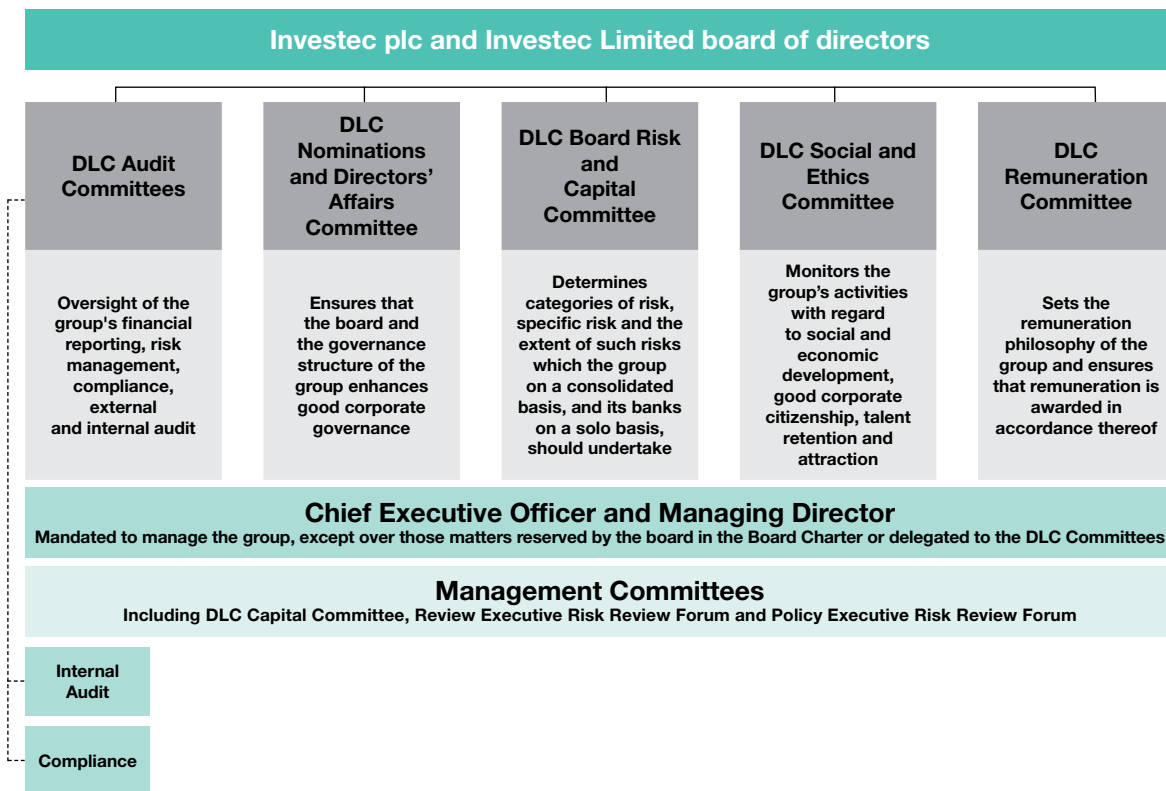 Investec plc and Investec Limited board of directors
DLC Audit
Committees
DLC
Nominations
and Directors’
Affairs
Committee
DLC Board Risk
and
Capital
Committee
DLC Social and
Ethics
Committee
DLC
Remuneration
Committee
Oversight of the
group's financial
reporting, risk
management,
compliance,
external
and internal audit
Ensures that
the board and
the governance
structure of the
group enhances
good corporate
governance
Determines
categories of risk,
specific risk and the
extent of such risks
which the group
on a consolidated
basis, and its banks
on a solo basis,
should undertake
Monitors the
group’s activities
with regard
to social and
economic
development,
good corporate
citizenship, talent
retention and
attraction
Sets the
remuneration
philosophy of the
group and ensures
that remuneration is
awarded in
accordance thereof
Chief Executive Officer and Managing Director
Mandated to manage the group, except over those matters reserved by the board in the Board Charter or delegated to the DLC Committees
Management Committees
Including DLC Capital Committee, Review Executive Risk Review Forum and Policy Executive Risk Review Forum
Internal
Audit
Compliance